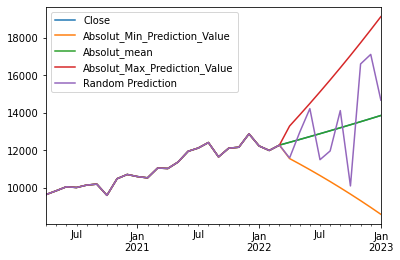 Close
Absolut_Min_Prediction_Value
Absolut_mean
Absolut_Max_Prediction_Value
Random Prediction
18000
16000
14000
12000
10000
Jul
Jan
2021
Jul
Jan
2022
Jul
Jan
2023